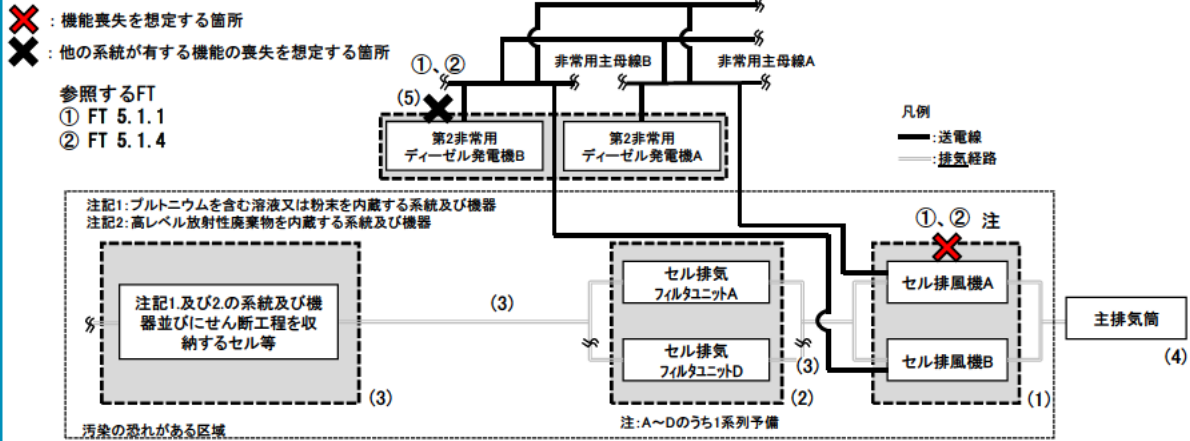 ：機能喪失を想定する箇所
：他の系統が有する機能の喪失を想定する箇所
参照するFT
① FT 5.1.1
② FT 5.1.4
①、②
非常用主母線B
非常用主母線A
(5)
第2非常用
ディーゼル発電機B
第2非常用
ディーゼル発電機A
凡例
：送電線
：排気経路
注記1：プルトニウムを含む溶液又は粉末を内蔵する系統及び機器
注記2：高レベル放射性廃棄物を内蔵する系統及び機器
①、② 注
注記1.及び2.の系統及び機
器並びにせん断工程を収
納するセル等
(3)
(3)
セル排気
フィルタユニットA
セル排気
フィルタユニットD
(3)
(2)
セル排風機A
セル排風機B
(1)
主排気筒
(4)
注：A～Dのうち1系列予備
汚染の恐れがある区域